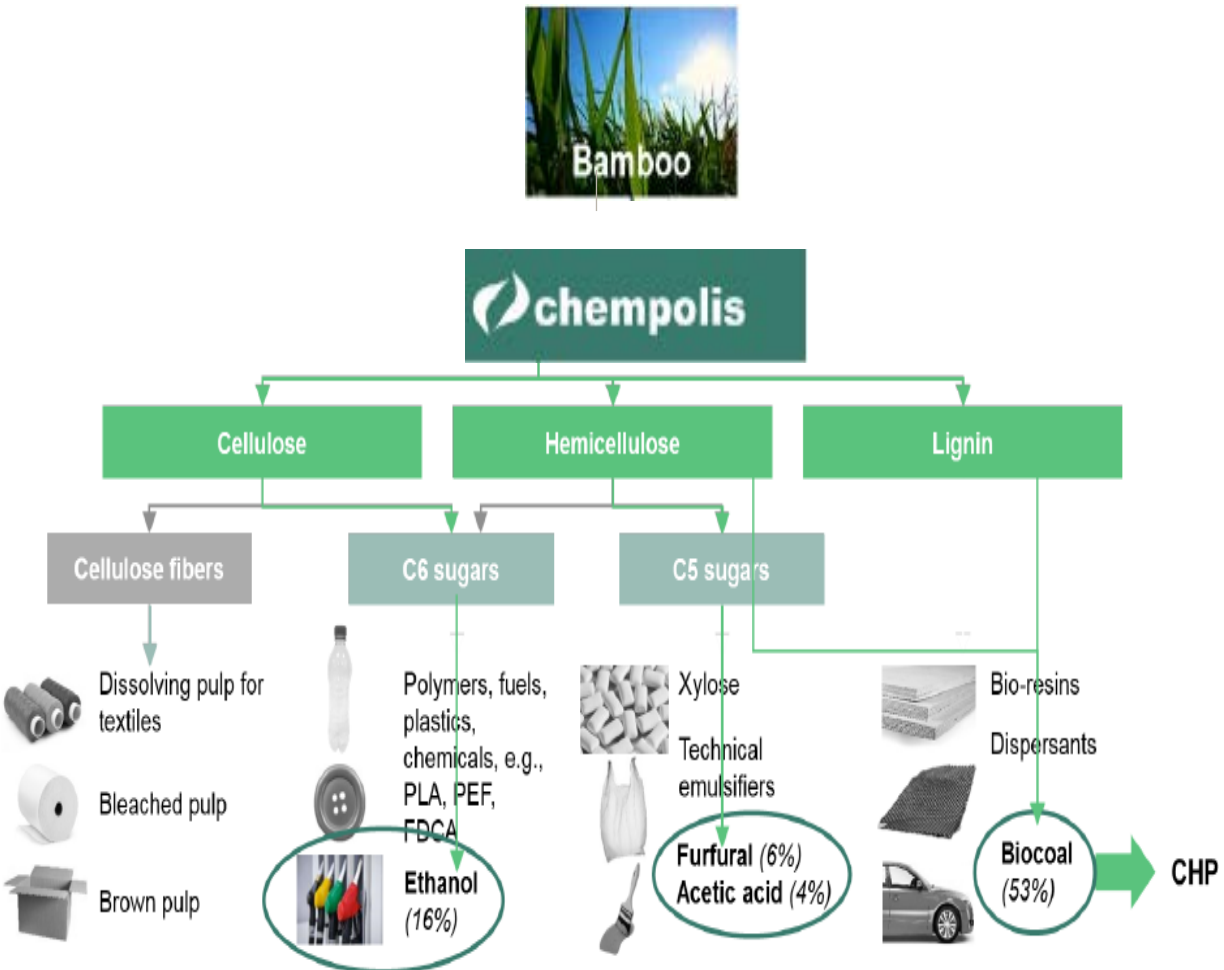 Bamboo
chempolis
Cellulose
Hemicellulose
Lignin
Cellulose fibers
C6 sugars
C5 sugars
Dissolving pulp for
textiles
Bleached pulp
Brown pulp
Polymers, fuels,
plastics,
chemicals, e.g.,
PLA, PEF,
FDCA
Ethanol
(16%)
Xylose
Technical
emulsifiers
Furfural (6%)
Acetic acid (4%)
Bio-resins
Dispersants
Biocoal
(53%)
CHP